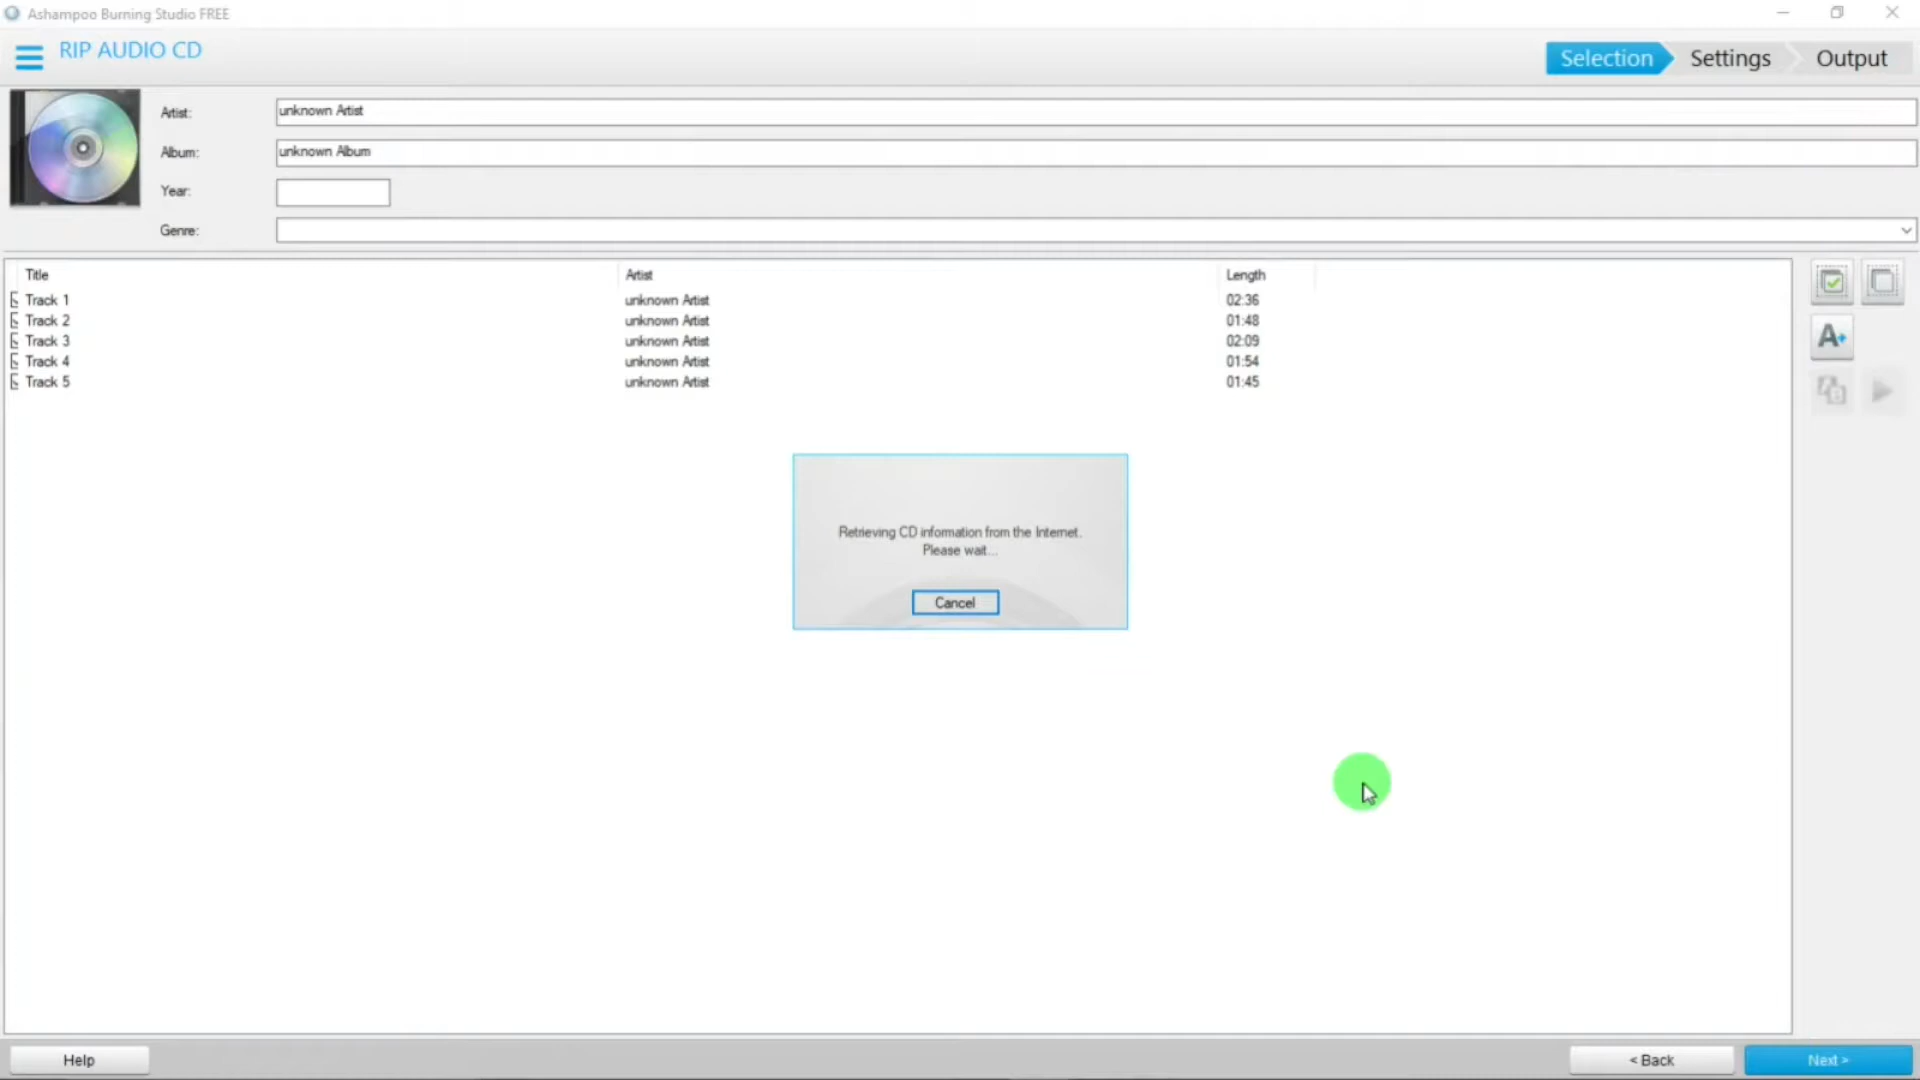 Ashampoo Burning Studio FREE
RIP AUDIO CD
Selection Settings Output
Artist: unknown Artist
Album: unknown Album
Year:
Genre:
Title Artist Length
Track 1 unknown Artist 02:36
Track 2 unknown Artist 01:48
Track 3 unknown Artist 02:09
Track 4 unknown Artist 01:54
Track 5 unknown Artist 01:45
A+
Retrieving CD information from the Internet.
Please wait...
Cancel
Help < Back Next >